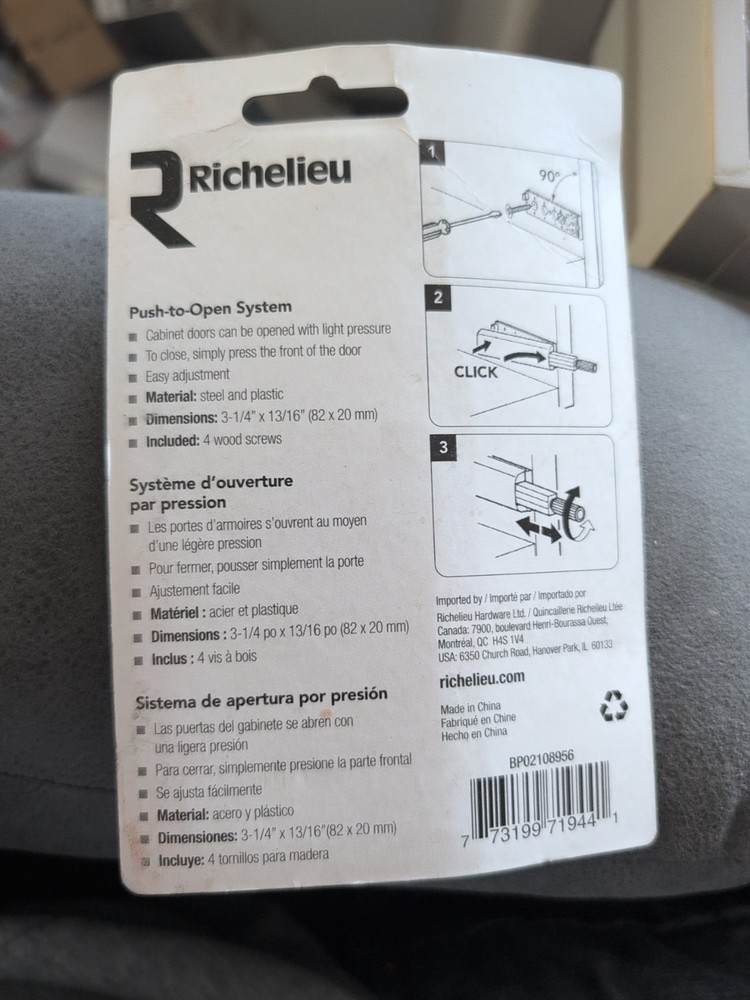 Richelieu
Push-to-Open System
Cabinet doors can be opened with light pressure
To close, simply press the front of the door
Easy adjustment
Material: steel and plastic
Dimensions: 3-1/4" x 13/16" (82 x 20 mm)
Included: 4 wood screws
Système d'ouverture
par pression
Les portes d'armoires s'ouvrent au moyen
d'une légère pression
Pour fermer, pousser simplement la porte
Ajustement facile
Matériel : acier et plastique
Dimensions : 3-1/4 po x 13/16 po (82 x 20 mm)
Inclus : 4 vis à bois
Sistema de apertura por presión
Las puertas del gabinete se abren con
una ligera presión
Para cerrar, simplemente presione la parte frontal
Se ajusta fácilmente
Material: acero y plástico
Dimensiones: 3-1/4" x 13/16"(82 x 20 mm)
Incluye: 4 tornillos para madera
1
90°
2
CLICK
3
Imported by / Importé par / Importado por
Richelieu Hardware Ltd. / Quincaillerie Richelieu Ltée
Canada: 7900, boulevard Henri-Bourassa Ouest,
Montréal, QC H4S 1V4
USA: 6350 Church Road, Hanover Park, IL 60133
richelieu.com
Made in China
Fabriqué en Chine
Hecho en China
BP02108956
7 73199 71944 1